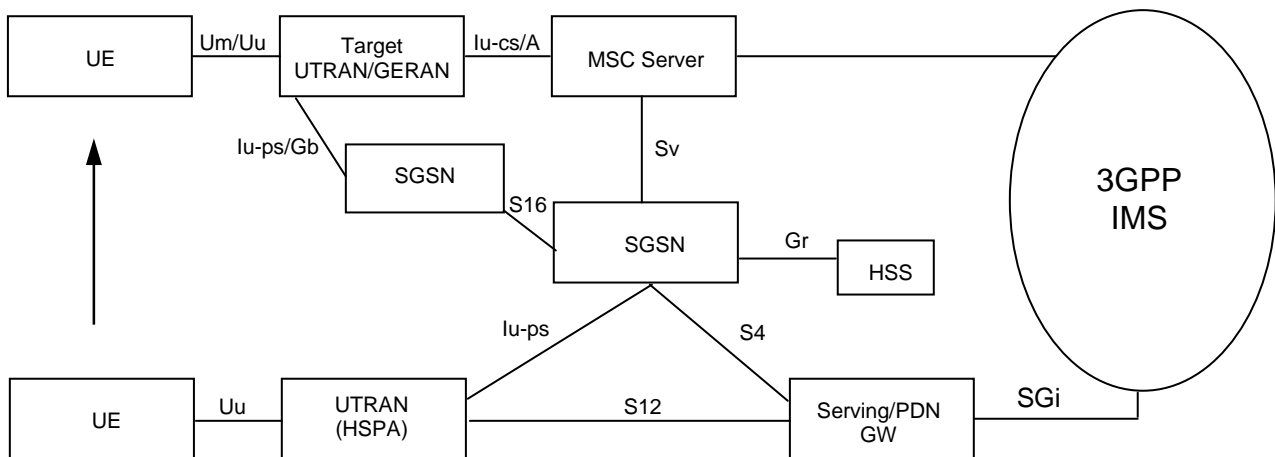 UE
Um/Uu
Target
UTRAN/GERAN
Iu-cs/A
MSC Server
Iu-ps/Gb
SGSN
S16
Sv
SGSN
Gr
HSS
3GPP
IMS
Iu-ps
S4
UE
Uu
UTRAN
(HSPA)
S12
Serving/PDN
GW
SGi